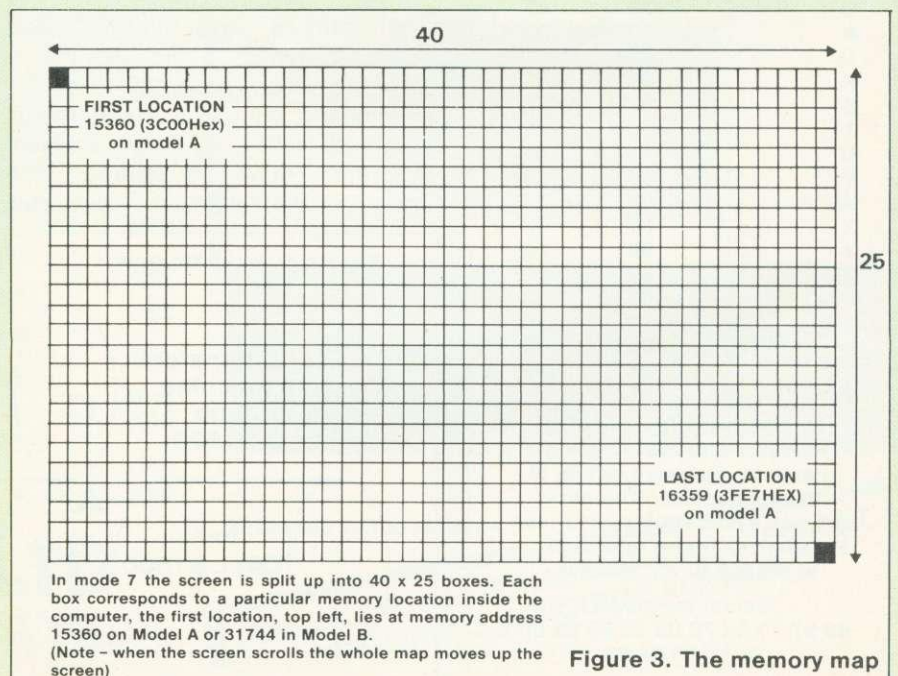 40
FIRST LOCATION
15360 (3C00Hex)
on model A
25
LAST LOCATION
16359 (3FE7HEX)
on model A
In mode 7 the screen is split up into 40 x 25 boxes. Each
box corresponds to a particular memory location inside the
computer, the first location, top left, lies at memory address
15360 on Model A or 31744 in Model B.
(Note – when the screen scrolls the whole map moves up the
screen)
Figure 3. The memory map